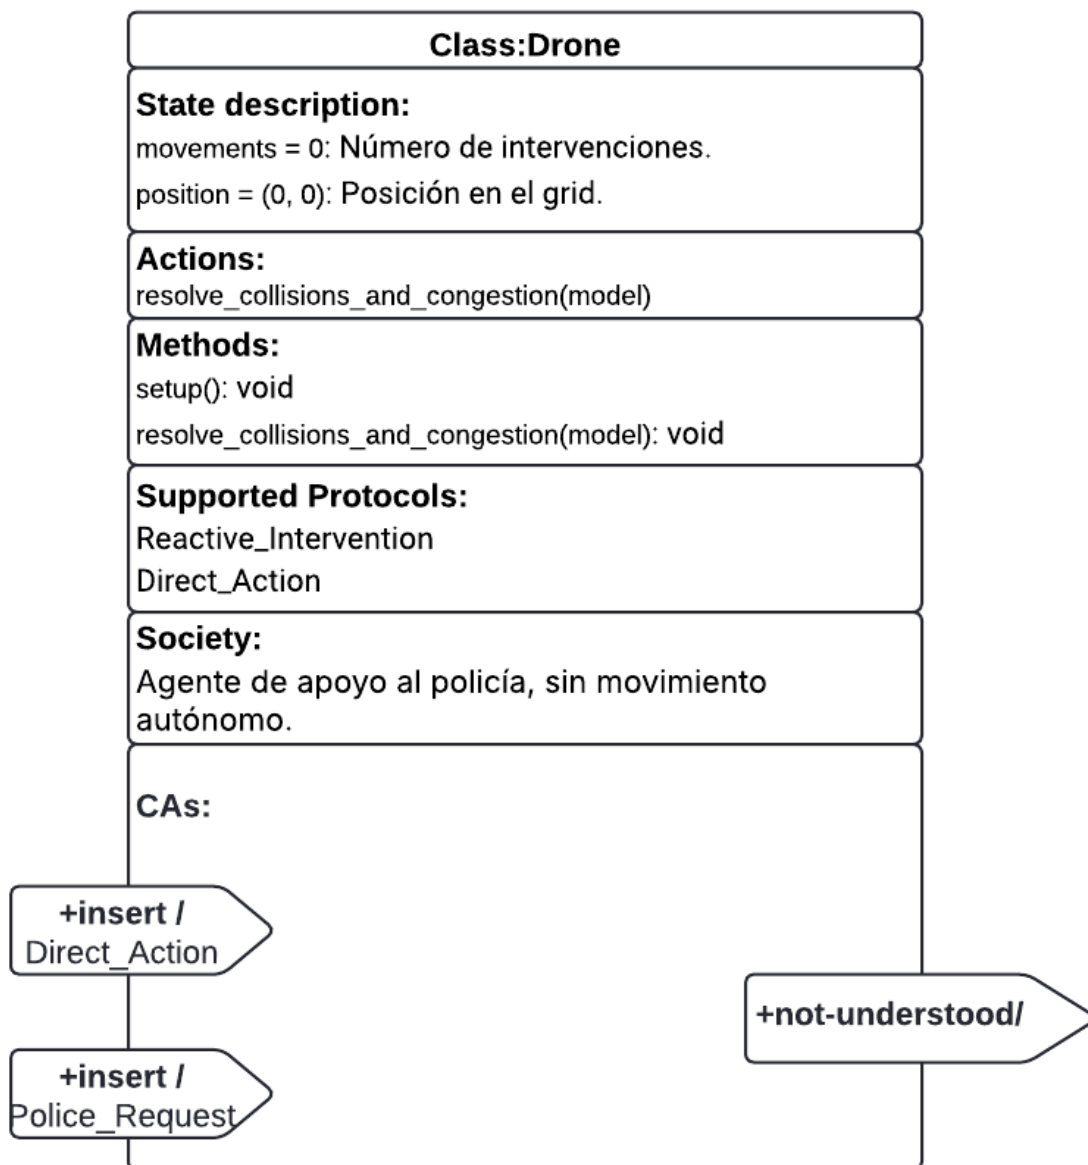 Class:Drone
State description:
movements = 0: Número de intervenciones.
position = (0, 0): Posición en el grid.
Actions:
resolve_collisions_and_congestion(model)
Methods:
setup(): void
resolve_collisions_and_congestion(model): void
Supported Protocols:
Reactive_Intervention
Direct_Action
Society:
Agente de apoyo al policía, sin movimiento
autónomo.
CAs:
+insert /
Direct_Action
+not-understood/
+insert /
Police_Request